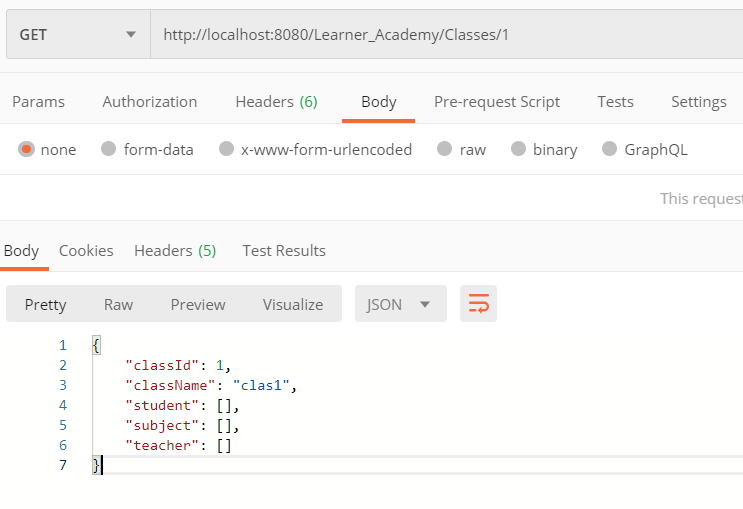 GET http://localhost:8080/Learner_Academy/Classes/1
Params Authorization Headers (6) Body Pre-request Script Tests Settings
none form-data x-www-form-urlencoded raw binary GraphQL
This request
Body Cookies Headers (5) Test Results
Pretty Raw Preview Visualize JSON
1 {
2 "classId": 1,
3 "className": "clas1",
4 "student": [],
5 "subject": [],
6 "teacher": []
7 }